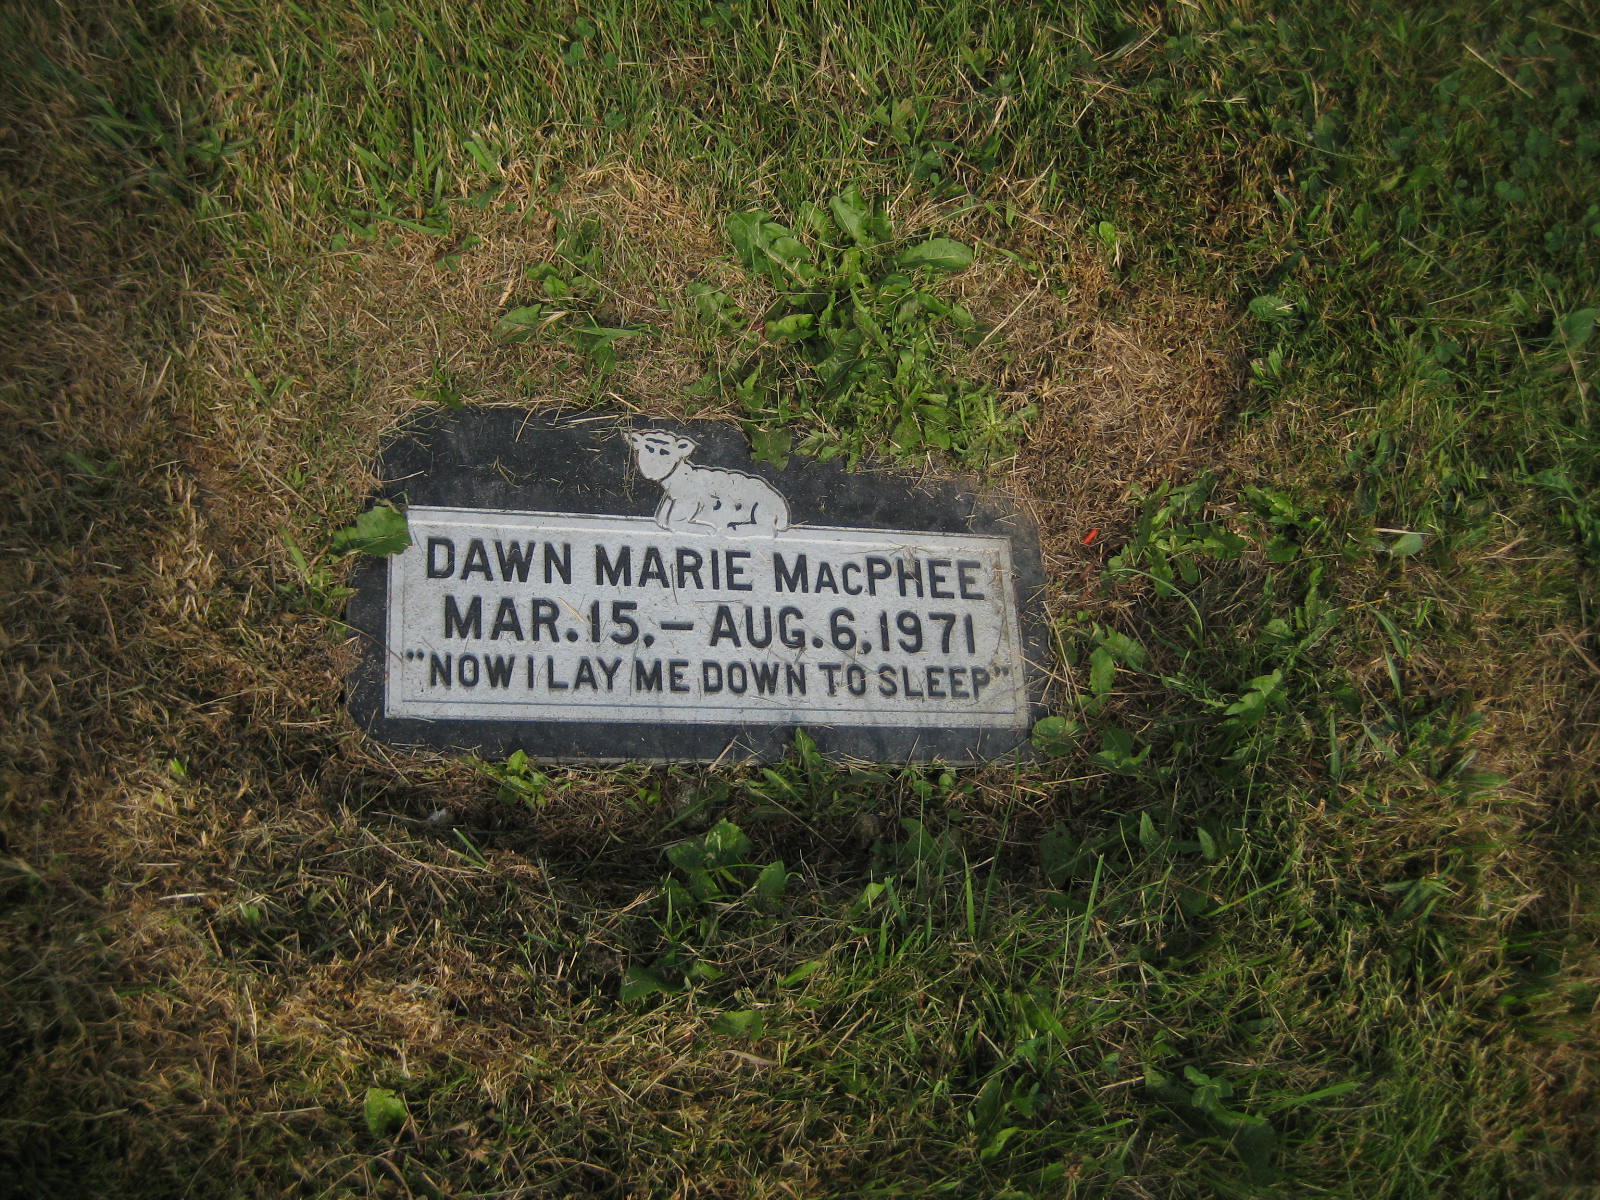 DAWN MARIE MACPHEE
MAR. 15, – AUG. 6, 1971
"NOW I LAY ME DOWN TO SLEEP"